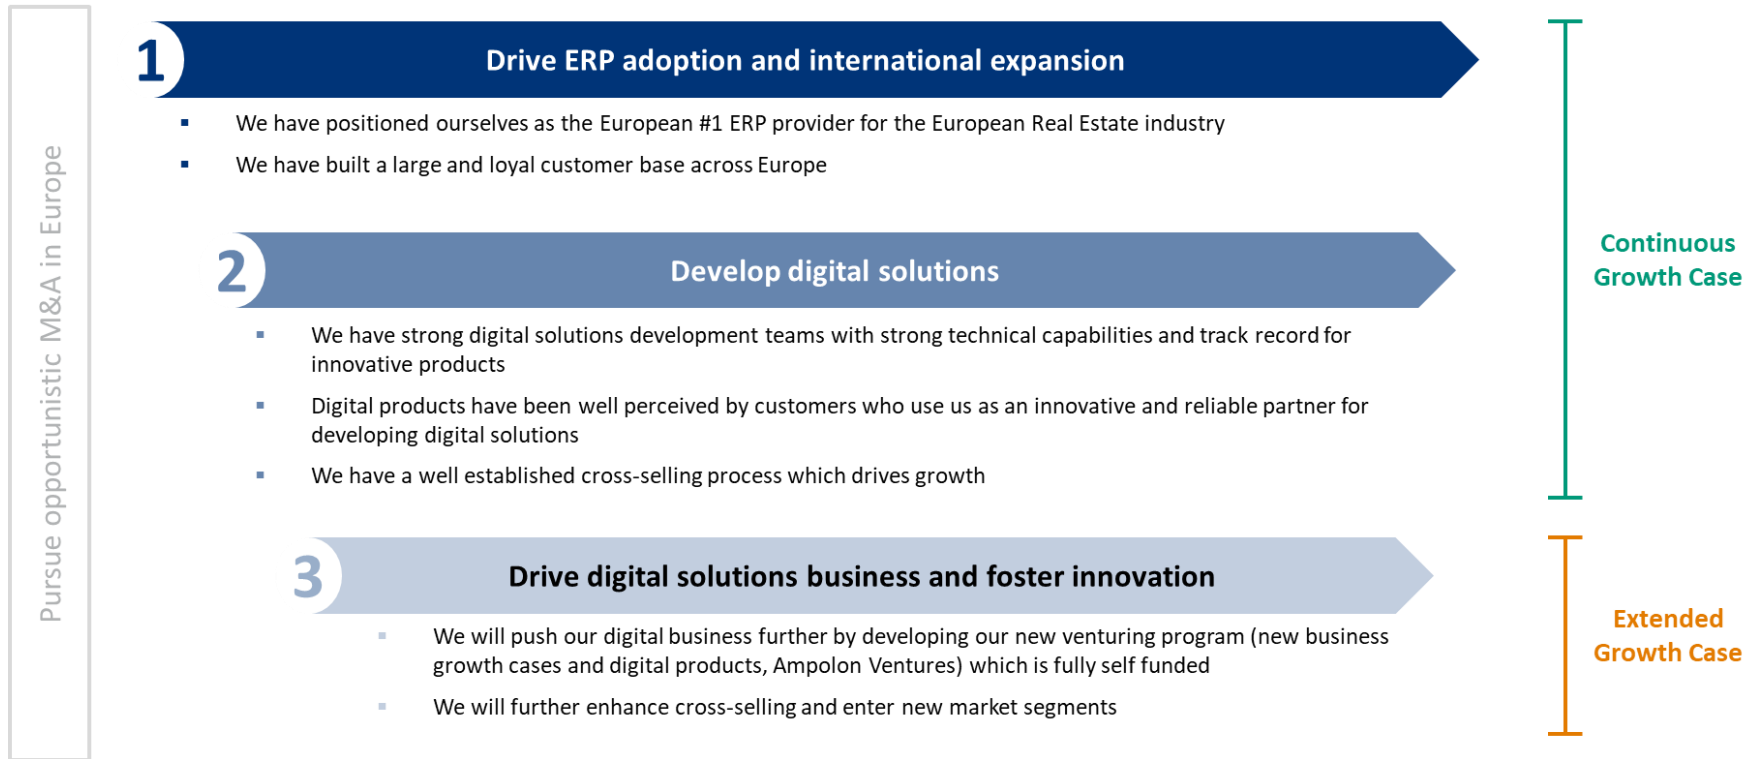 Pursue opportunistic M&A in Europe
1
Drive ERP adoption and international expansion
▪ We have positioned ourselves as the European #1 ERP provider for the European Real Estate industry
▪ We have built a large and loyal customer base across Europe
2
Develop digital solutions
▪ We have strong digital solutions development teams with strong technical capabilities and track record for
innovative products
▪ Digital products have been well perceived by customers who use us as an innovative and reliable partner for
developing digital solutions
▪ We have a well established cross-selling process which drives growth
Continuous
Growth Case
3
Drive digital solutions business and foster innovation
▪ We will push our digital business further by developing our new venturing program (new business
growth cases and digital products, Ampolon Ventures) which is fully self funded
▪ We will further enhance cross-selling and enter new market segments
Extended
Growth Case